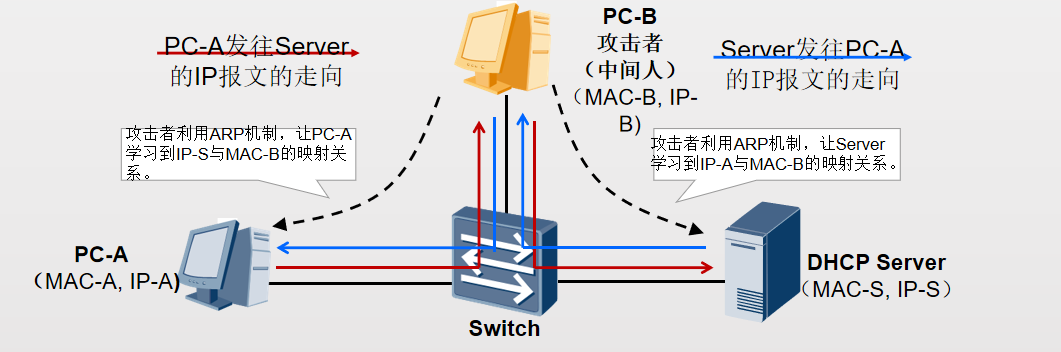 PC-A发往Server
的IP报文的走向
PC-B
攻击者
（中间人）
（MAC-B, IP-
B)
Server发往PC-A
的IP报文的走向
攻击者利用ARP机制，让PC-A
学习到IP-S与MAC-B的映射关
系。
攻击者利用ARP机制，让Server
学习到IP-A与MAC-B的映射关系。
PC-A
（MAC-A, IP-A)
DHCP Server
（MAC-S, IP-S）
Switch